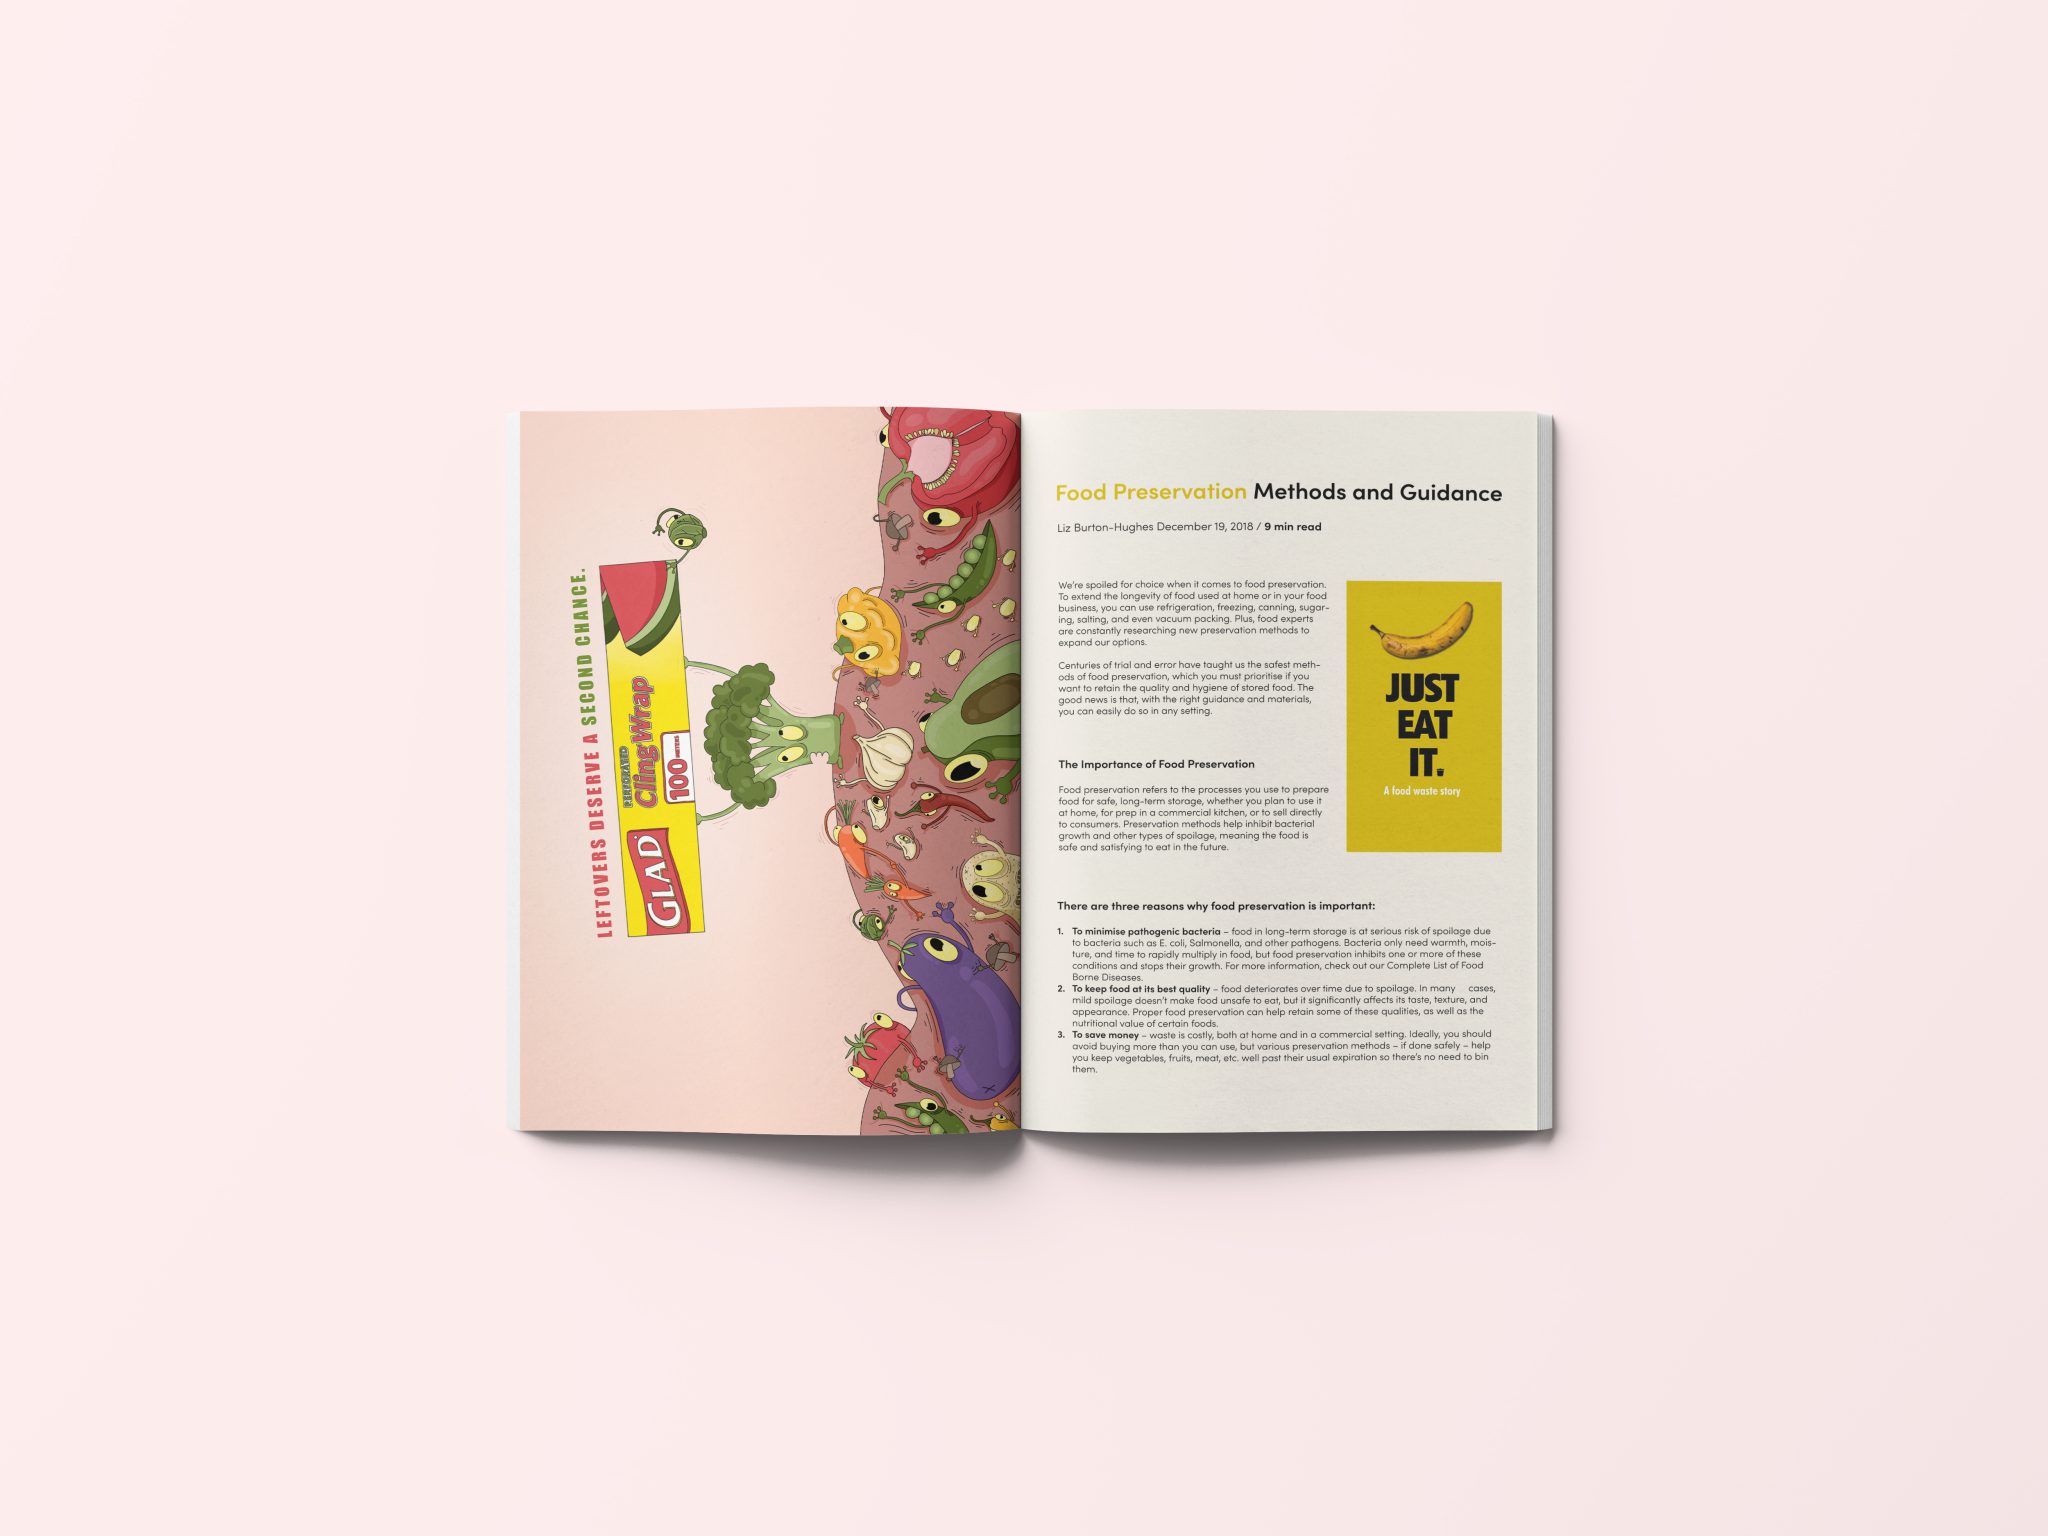 LEFTOVERS DESERVE A SECOND CHANCE.
PERFORATED
ClingWrap
100 METERS
GLAD
Food Preservation Methods and Guidance
Liz Burton-Hughes December 19, 2018 / 9 min read
We're spoiled for choice when it comes to food preservation.
To extend the longevity of food used at home or in your food
business, you can use refrigeration, freezing, canning, sugar-
ing, salting, and even vacuum packing. Plus, food experts
are constantly researching new preservation methods to
expand our options.
Centuries of trial and error have taught us the safest meth-
ods of food preservation, which you must prioritise if you
want to retain the quality and hygiene of stored food. The
good news is that, with the right guidance and materials,
you can easily do so in any setting.
The Importance of Food Preservation
Food preservation refers to the processes you use to prepare
food for safe, long-term storage, whether you plan to use it
at home, for prep in a commercial kitchen, or to sell directly
to consumers. Preservation methods help inhibit bacterial
growth and other types of spoilage, meaning the food is
safe and satisfying to eat in the future.
JUST
EAT
IT.
A food waste story
There are three reasons why food preservation is important:
1. To minimise pathogenic bacteria – food in long-term storage is at serious risk of spoilage due
to bacteria such as E. coli, Salmonella, and other pathogens. Bacteria only need warmth, mois-
ture, and time to rapidly multiply in food, but food preservation inhibits one or more of these
conditions and stops their growth. For more information, check out our Complete List of Food
Borne Diseases.
2. To keep food at its best quality – food deteriorates over time due to spoilage. In many cases,
mild spoilage doesn't make food unsafe to eat, but it significantly affects its taste, texture, and
appearance. Proper food preservation can help retain some of these qualities, as well as the
nutritional value of certain foods.
3. To save money – waste is costly, both at home and in a commercial setting. Ideally, you should
avoid buying more than you can use, but various preservation methods – if done safely – help
you keep vegetables, fruits, meat, etc. well past their usual expiration so there's no need to bin
them.